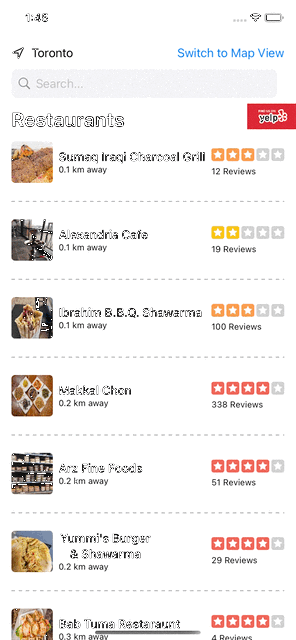 1:46
Toronto
Switch to Map View
Search...
Restaurants
yelp
Sumaq Iraqi Charcoal Grill
0.1 km away
12 Reviews
Alexandria Cafe
0.1 km away
19 Reviews
Ibrahim B.B.Q. Shawarma
0.1 km away
100 Reviews
Makkal Chon
0.2 km away
338 Reviews
Arz Fine Foods
0.2 km away
51 Reviews
Yummi's Burger
& Shawarma
0.2 km away
29 Reviews
Bab Tuma Restaraunt
0.3 km away
4 Reviews